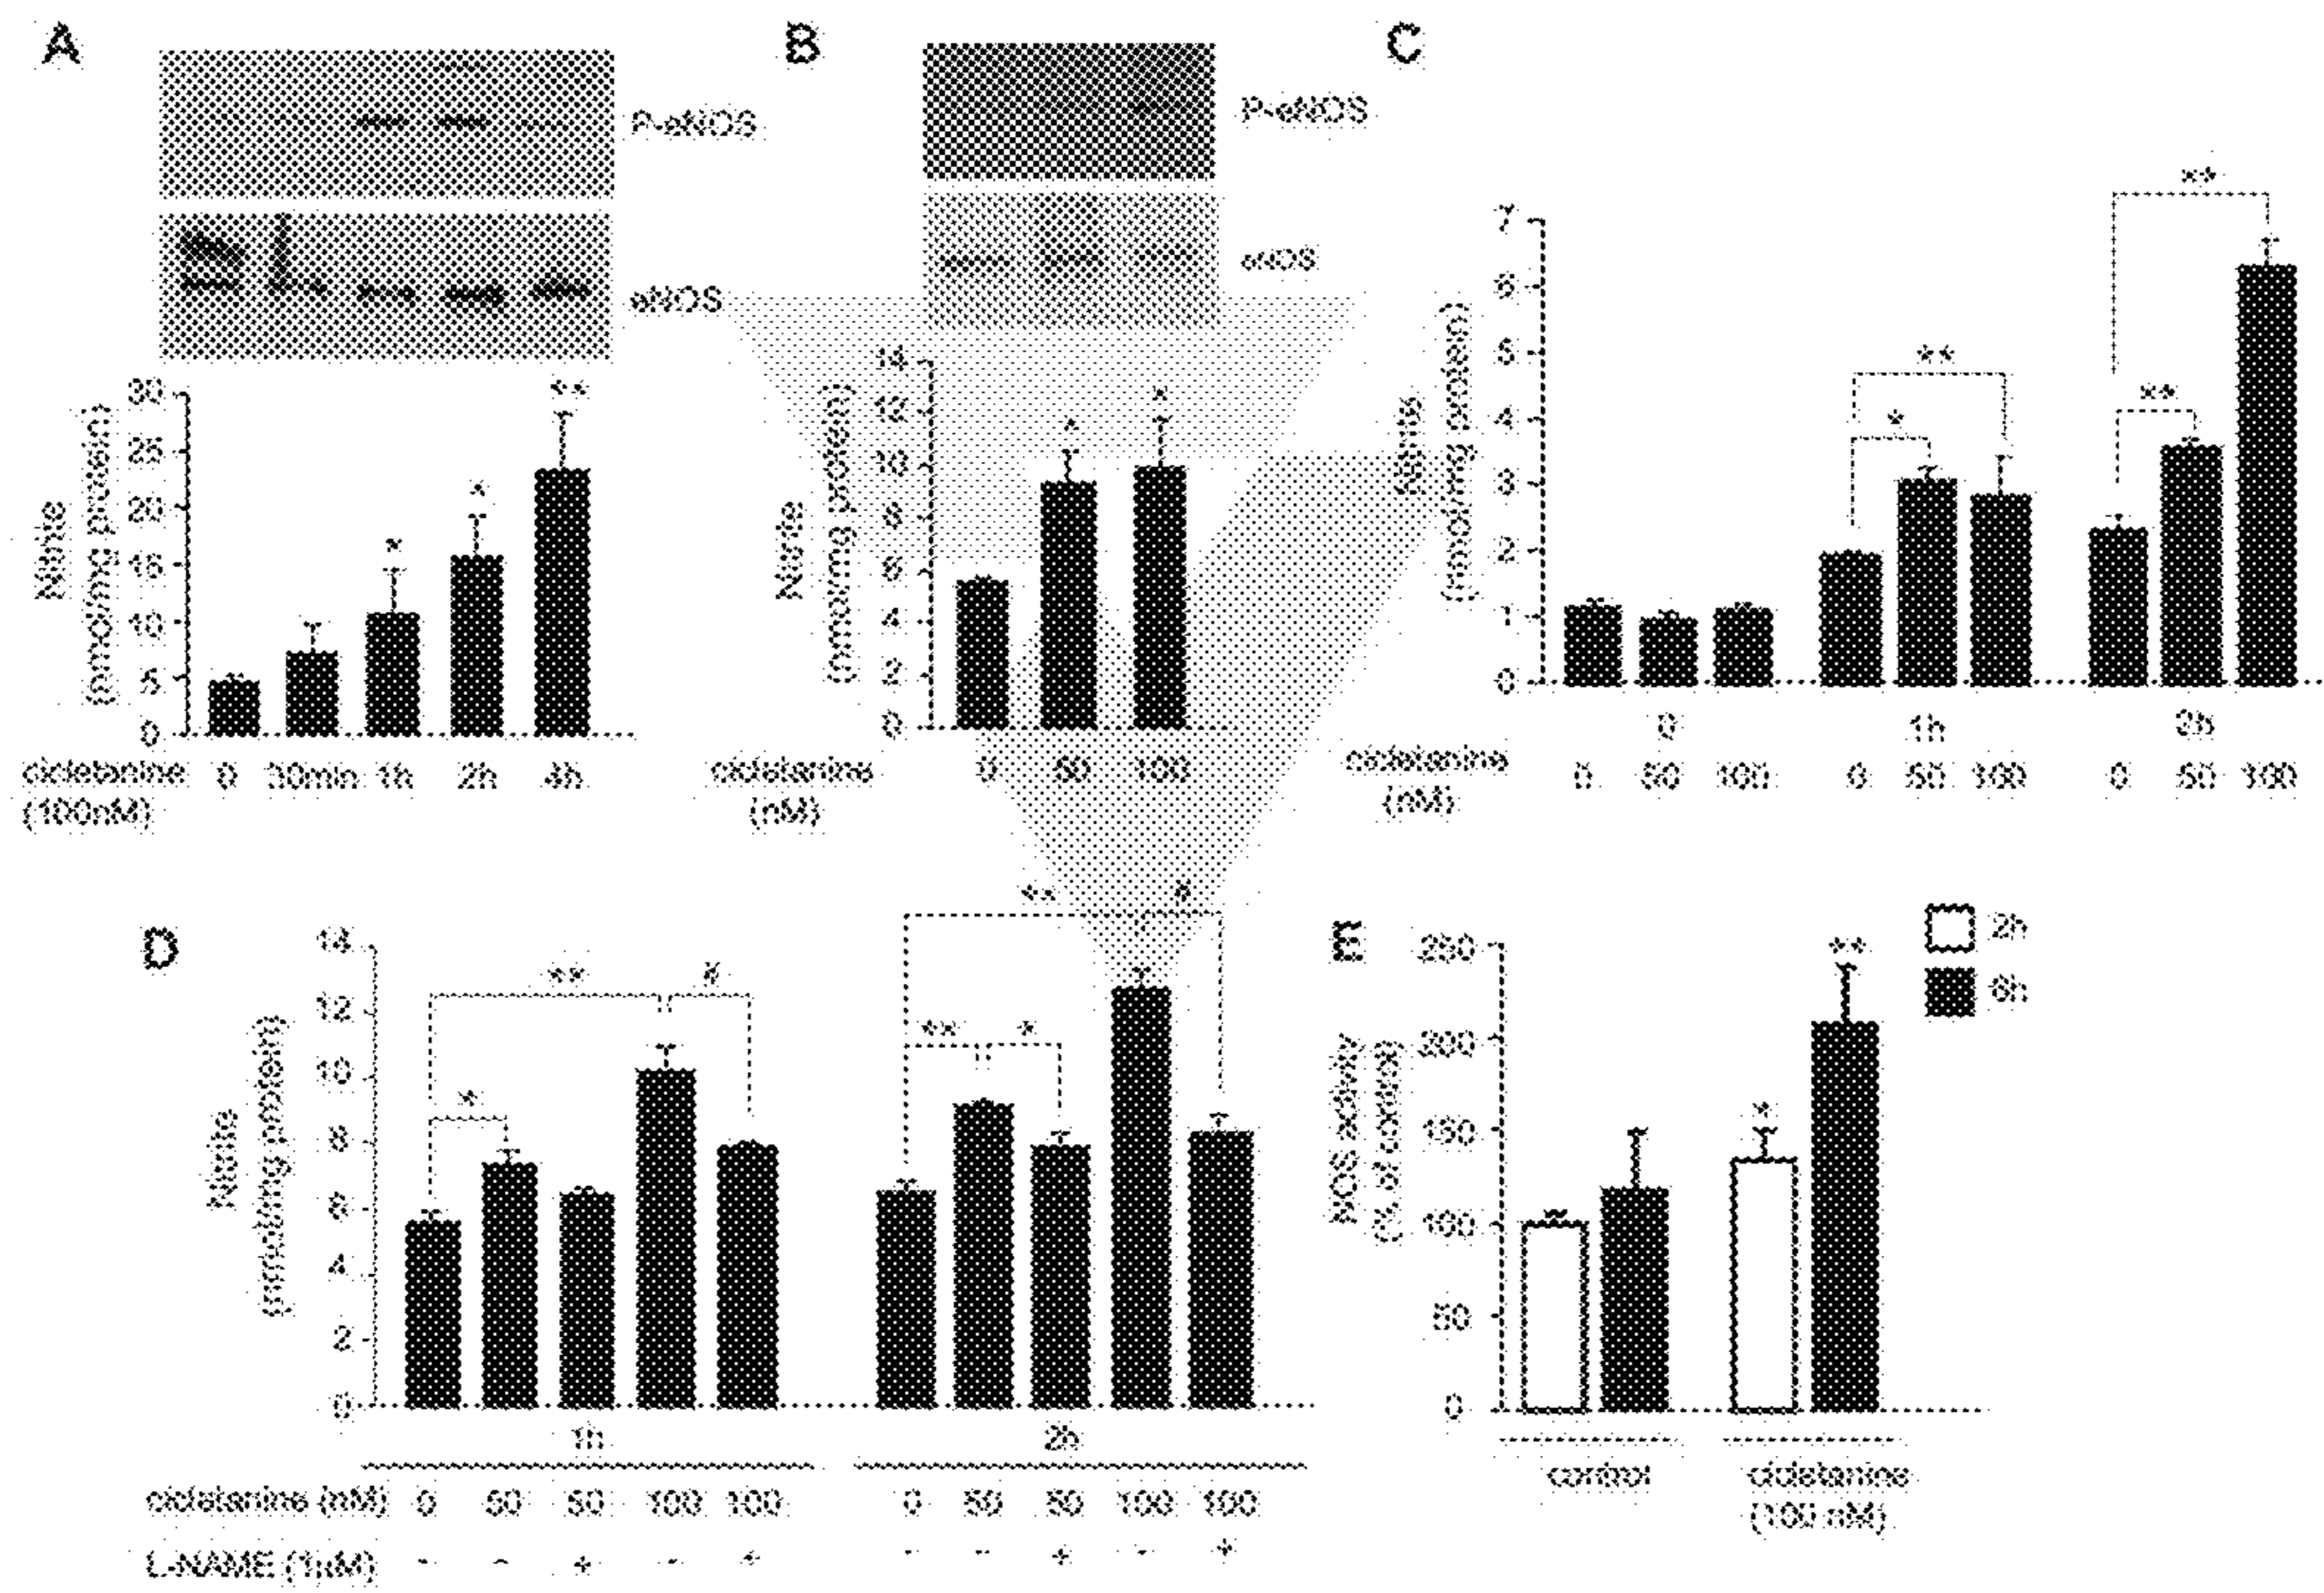 A
P-eNOS
eNOS
30
25
20
15
10
5
0
Nitrite
(nmol/mg protein)
**
*
*
cicletanine 0 30min 1h 2h 4h
(100nM)
B
P-eNOS
eNOS
14
12
10
8
6
4
2
0
Nitrite
(nmol/mg protein)
*
*
cicletanine 0 50 100
(nM)
C
7
6
5
4
3
2
1
0
Nitrite
(nmol/mg protein)
**
**
*
**
0 1h 2h
cicletanine 0 50 100 0 50 100 0 50 100
(nM)
D
14
12
10
8
6
4
2
0
Nitrite
(nmol/mg protein)
** #
** #
** *
*
1h 2h
cicletanine (nM) 0 50 50 100 100 0 50 50 100 100
L-NAME (1uM) - - + - + - - + - +
E
2h
6h
250
200
150
100
50
0
NOS activity
(% of control)
**
*
control cicletanine
(100 nM)